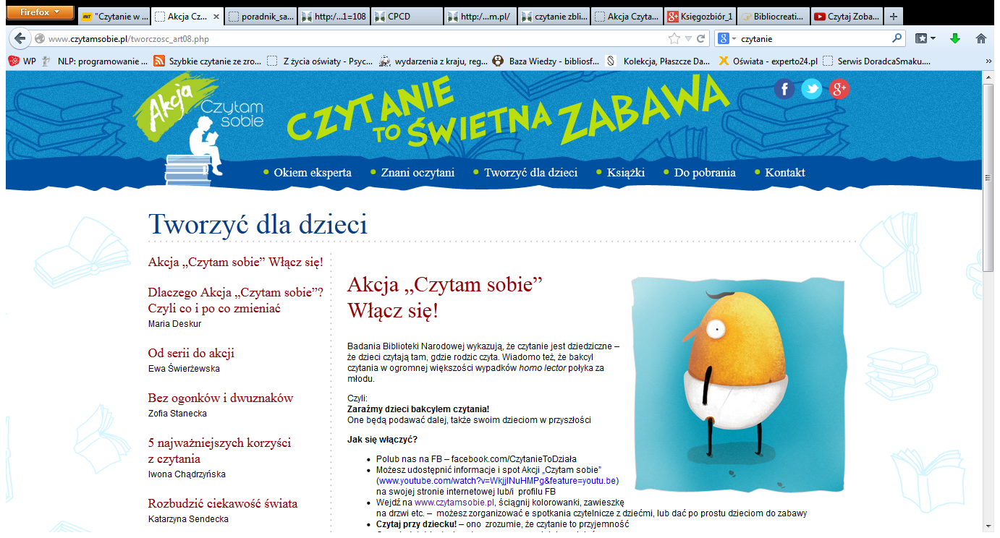 Firefox
"Czytanie w ...
Akcja Cz...
poradnik_sa...
http:/...1=108
CPCD
http:/...m.pl/
czytanie zbli...
Akcja Czyta...
Księgozbiór_1
Bibliocreati...
Czytaj Zoba...
www.czytamsobie.pl/tworczosc_art08.php
czytanie
WP
NLP: programowanie ...
Szybkie czytanie ze zro...
Z życia oświaty - Psyc...
wydarzenia z kraju, reg...
Baza Wiedzy - bibliosf...
Kolekcja, Płaszcze Da...
Oświata - experto24.pl
Serwis DoradcaSmaku....
Akcja
Czytam
sobie
CZYTANIE
TO ŚWIETNA ZABAWA
Okiem eksperta
Znani oczytani
Tworzyć dla dzieci
Książki
Do pobrania
Kontakt
Tworzyć dla dzieci
Akcja „Czytam sobie” Włącz się!
Dlaczego Akcja „Czytam sobie”?
Czyli co i po co zmieniać
Maria Deskur
Od serii do akcji
Ewa Świerżewska
Bez ogonków i dwuznaków
Zofia Stanecka
5 najważniejszych korzyści
z czytania
Iwona Chądrzyńska
Rozbudzić ciekawość świata
Katarzyna Sendecka
Akcja „Czytam sobie”
Włącz się!
Badania Biblioteki Narodowej wykazują, że czytanie jest dziedziczne –
że dzieci czytają tam, gdzie rodzic czyta. Wiadomo też, że bakcyl
czytania w ogromnej większości wypadków homo lector połyka za
młodu.
Czyli:
Zaraźmy dzieci bakcylem czytania!
One będą podawać dalej, także swoim dzieciom w przyszłości
Jak się włączyć?
Polub nas na FB – facebook.com/CzytanieToDziała
Możesz udostępnić informacje i spot Akcji „Czytam sobie”
(www.youtube.com/watch?v=WkjjlNuHMPg&feature=youtu.be)
na swojej stronie internetowej lub/i profilu FB
Wejdź na www.czytamsobie.pl, ściągnij kolorowanki, zawieszkę
na drzwi etc. – możesz zorganizować e spotkania czytelnicze z dziećmi, lub dać po prostu dzieciom do zabawy
Czytaj przy dziecku! – ono zrozumie, że czytanie to przyjemność